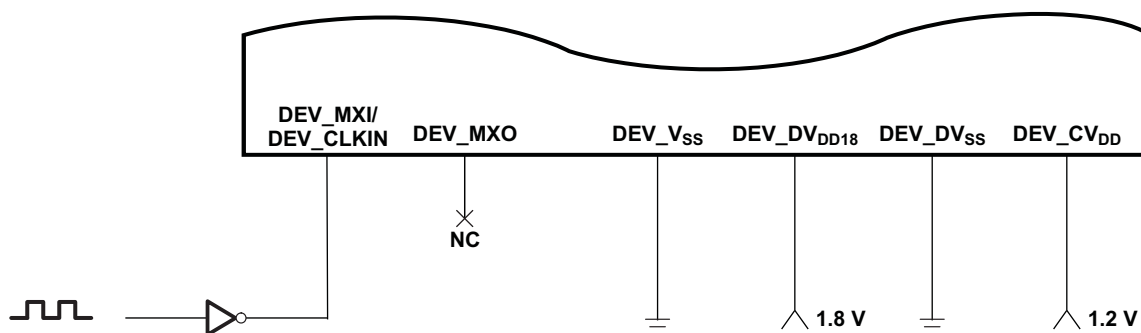 DEV_MXI/
DEV_CLKIN
DEV_MXO
DEV_VSS
DEV_DVDD18
DEV_DVSS
DEV_CVDD
NC
1.8 V
1.2 V